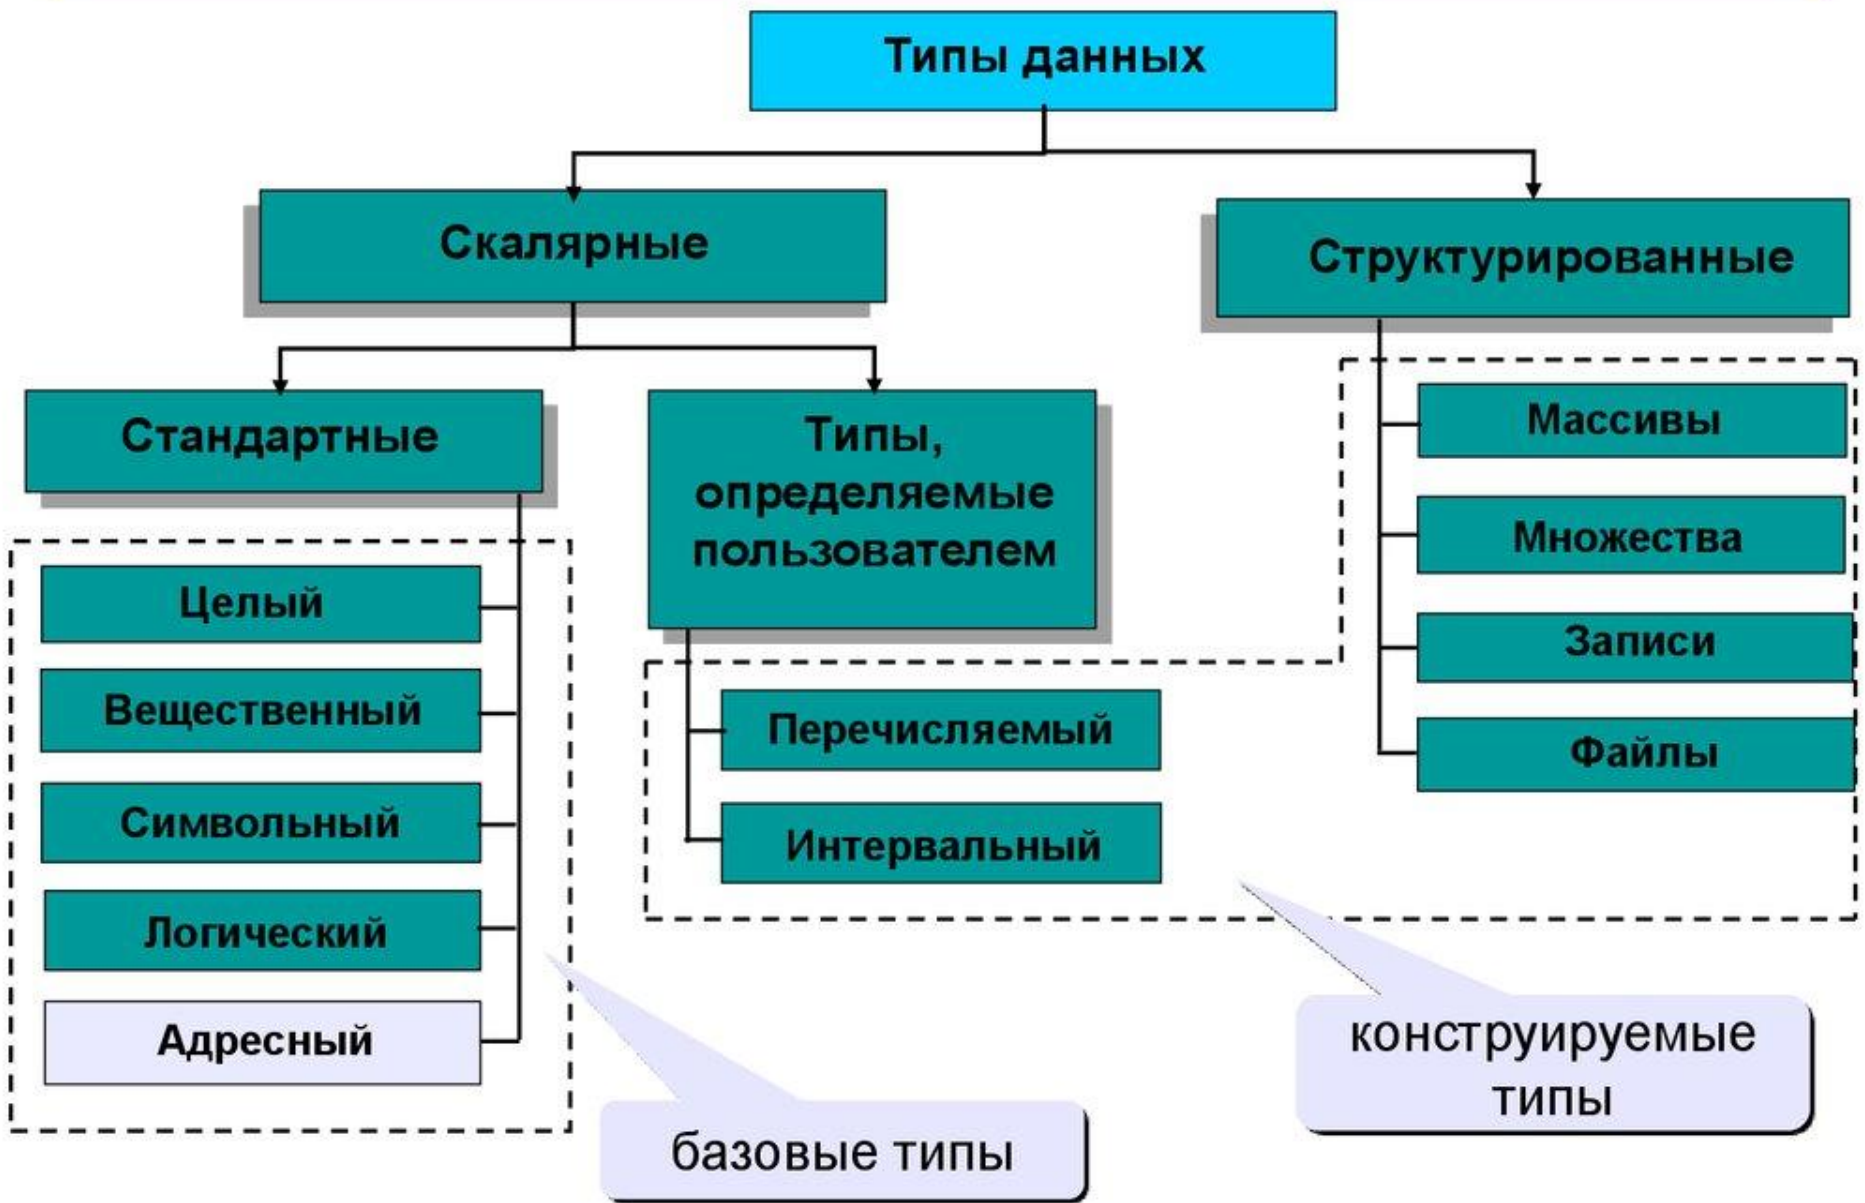 Типы данных
Скалярные
Структурированные
Стандартные
Типы,
определяемые
пользователем
Целый
Вещественный
Символьный
Логический
Адресный
Перечисляемый
Интервальный
Массивы
Множества
Записи
Файлы
базовые типы
конструируемые
типы